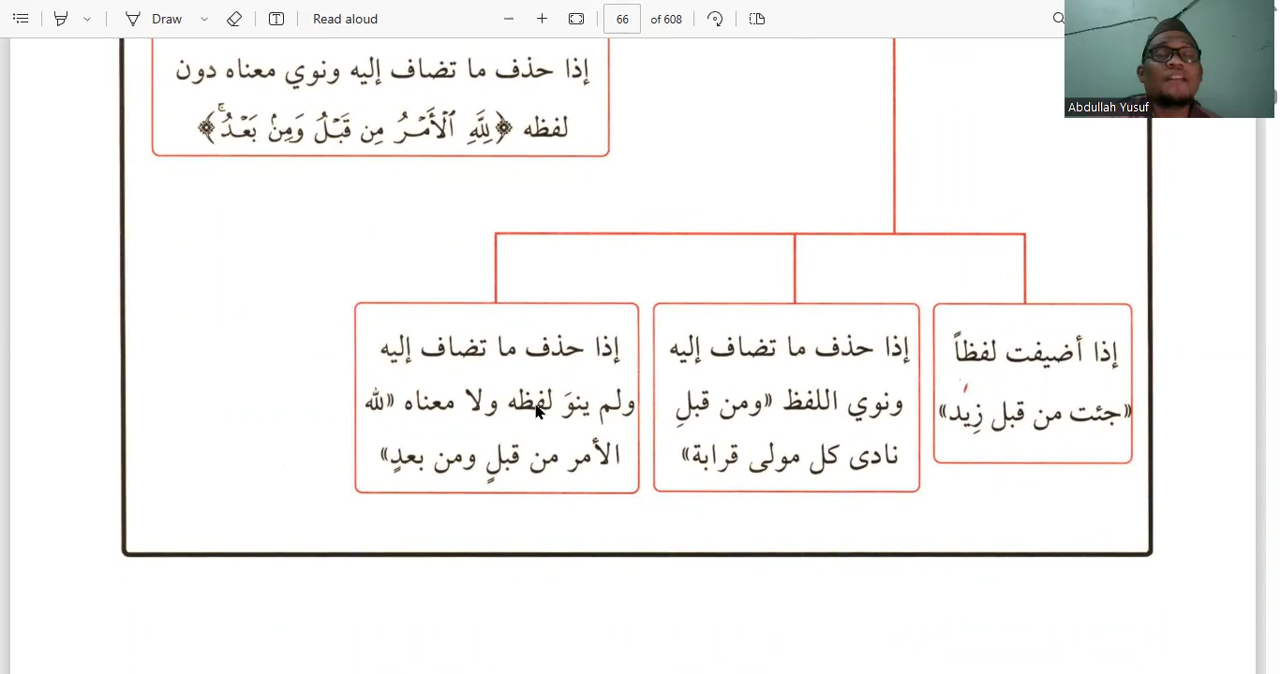 Draw
Read aloud
66 of 608
Abdullah Yusuf
إذا حذف ما تضاف إليه ونوي معناه دون
لفظه ﴿لِلَّهِ ٱلْأَمْرُ مِن قَبْلُ وَمِنۢ بَعْدُ ۚ﴾
إذا أضيفت لفظاً
«جئت من قبل زِيد»
إذا حذف ما تضاف إليه
ونوي اللفظ «ومن قبلِ
نادى كل مولى قرابة»
إذا حذف ما تضاف إليه
ولم ينوَ لفظه ولا معناه «لله
الأمر من قبلٍ ومن بعدٍ»